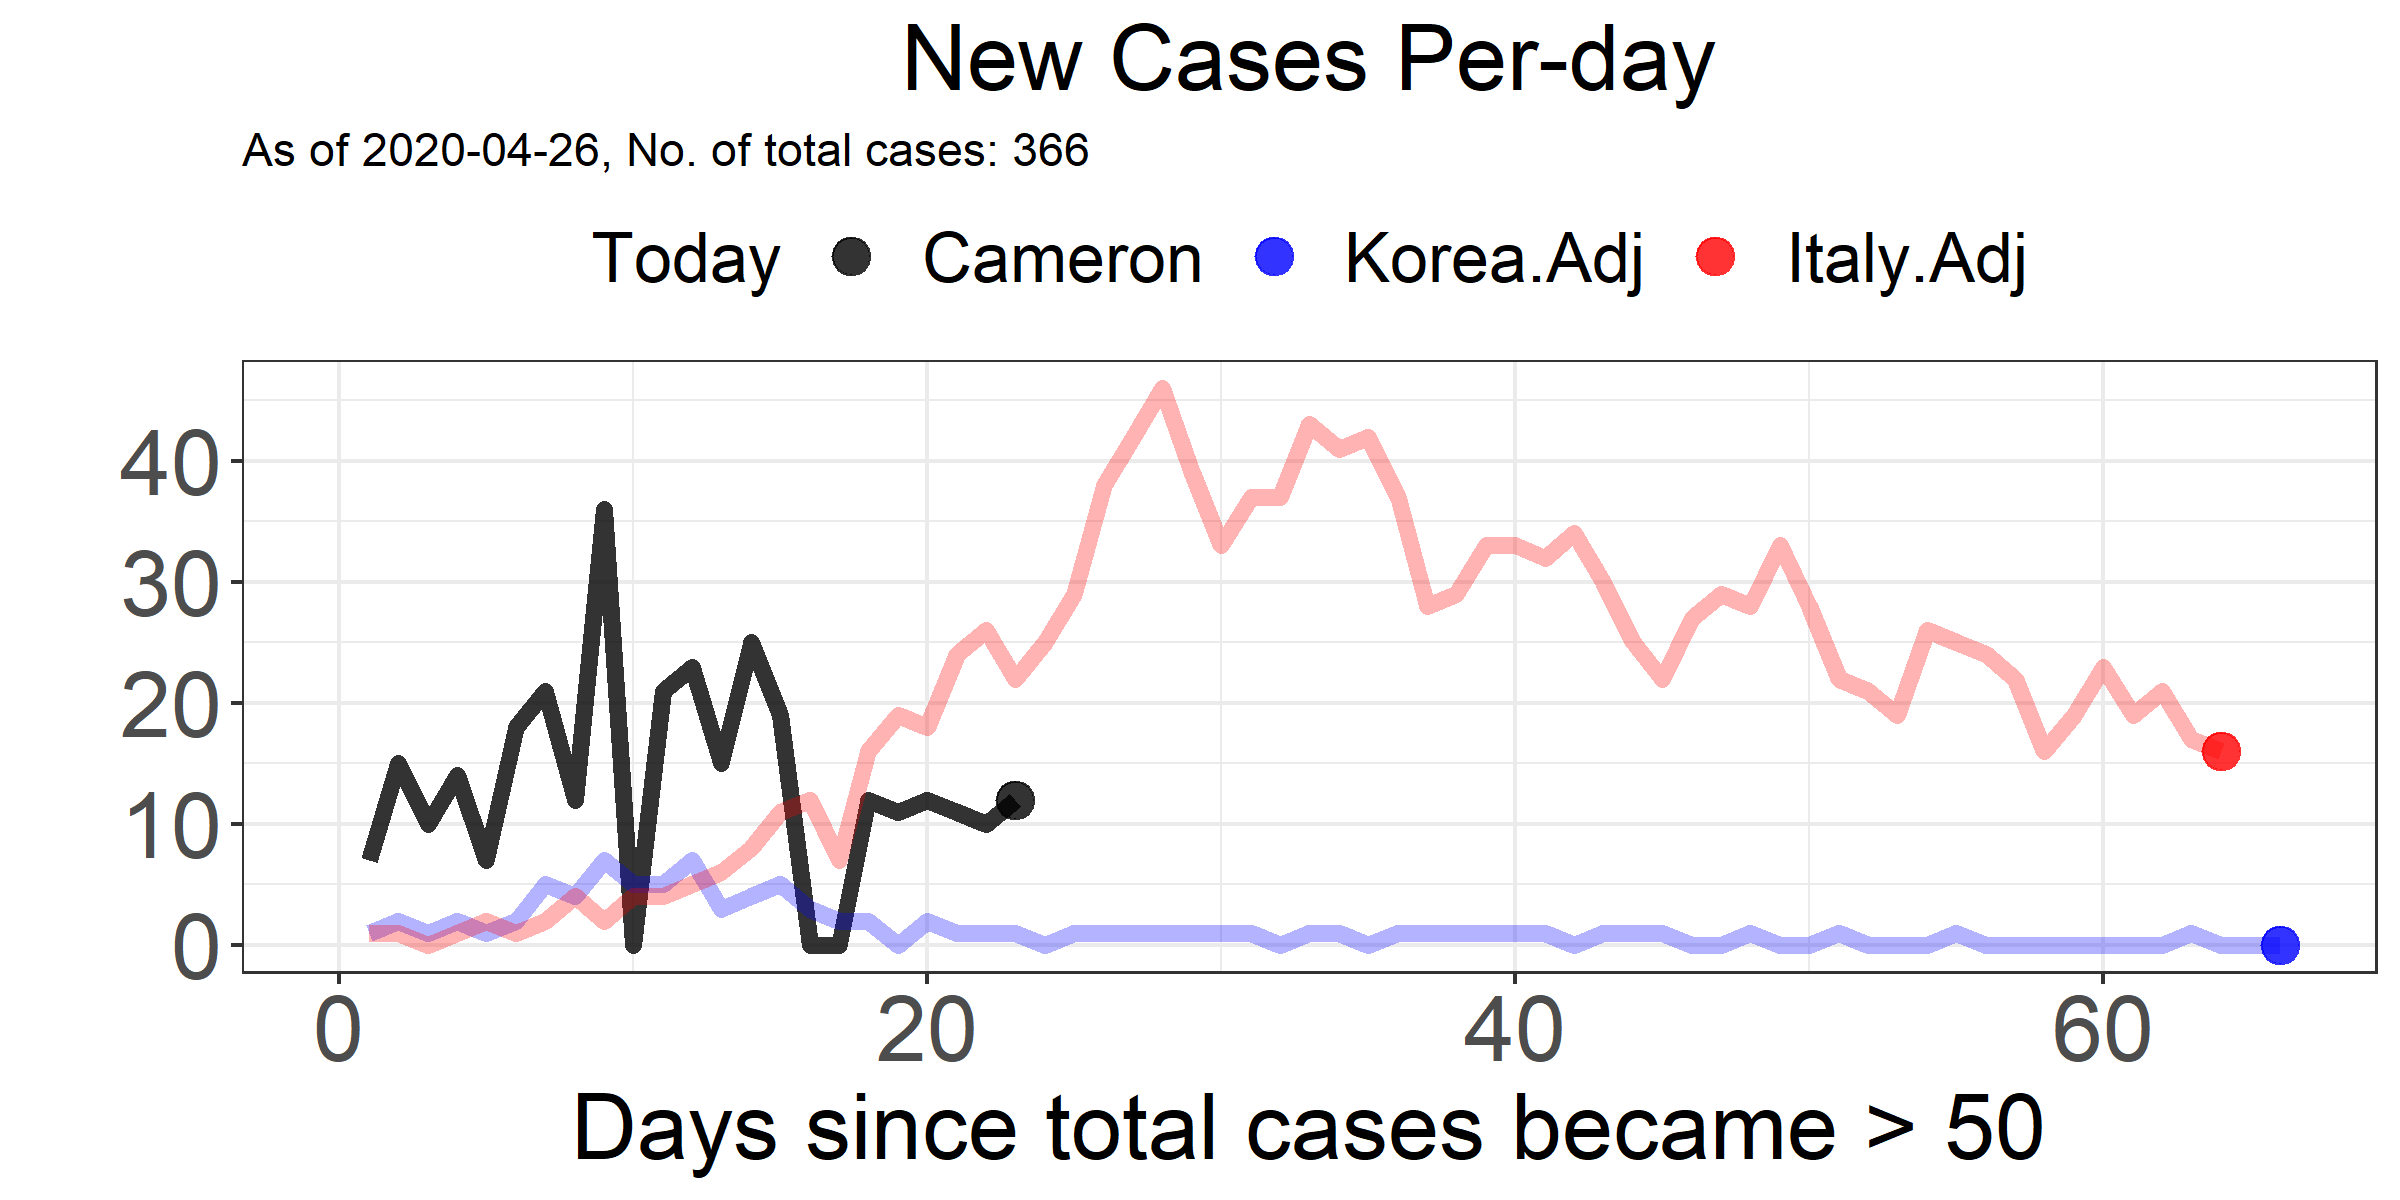 New Cases Per-day
As of 2020-04-26, No. of total cases: 366
Today Cameron Korea.Adj Italy.Adj
40
30
20
10
0
0 20 40 60
Days since total cases became > 50